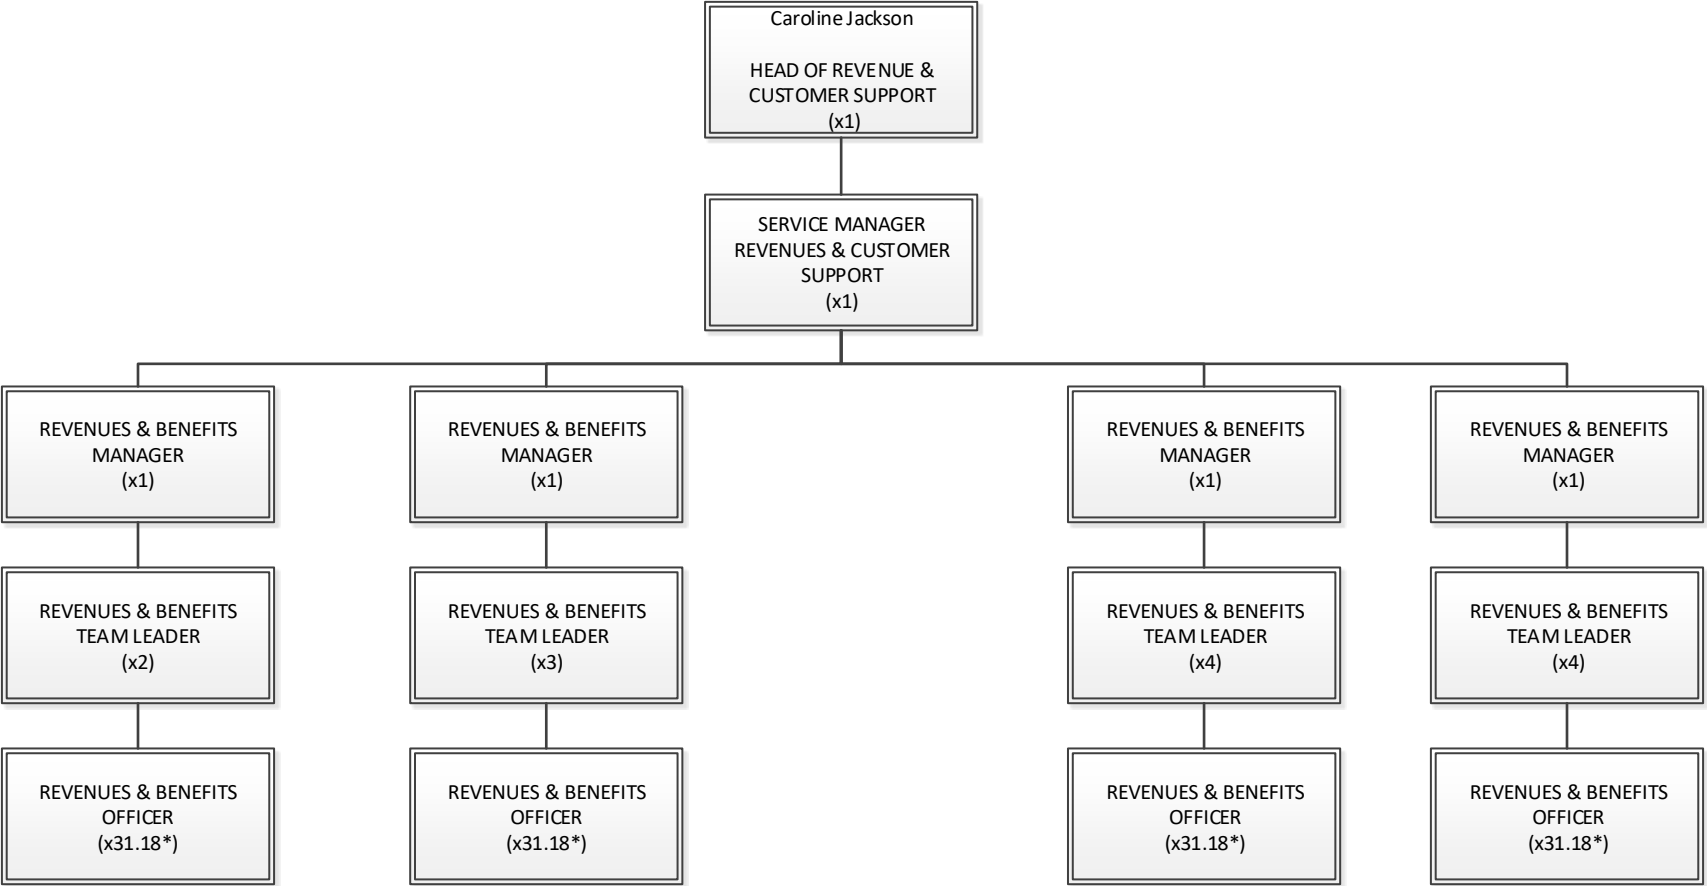 Caroline Jackson
HEAD OF REVENUE &
CUSTOMER SUPPORT
(x1)
SERVICE MANAGER
REVENUES & CUSTOMER
SUPPORT
(x1)
REVENUES & BENEFITS
MANAGER
(x1)
REVENUES & BENEFITS
MANAGER
(x1)
REVENUES & BENEFITS
MANAGER
(x1)
REVENUES & BENEFITS
MANAGER
(x1)
REVENUES & BENEFITS
TEAM LEADER
(x2)
REVENUES & BENEFITS
TEAM LEADER
(x3)
REVENUES & BENEFITS
TEAM LEADER
(x4)
REVENUES & BENEFITS
TEAM LEADER
(x4)
REVENUES & BENEFITS
OFFICER
(x31.18*)
REVENUES & BENEFITS
OFFICER
(x31.18*)
REVENUES & BENEFITS
OFFICER
(x31.18*)
REVENUES & BENEFITS
OFFICER
(x31.18*)